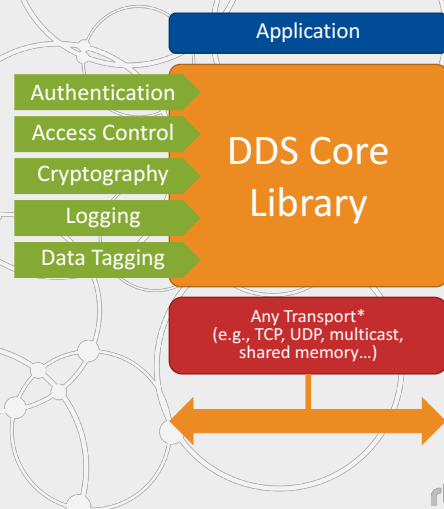 Application
Authentication
Access Control
Cryptography
Logging
Data Tagging
DDS Core
Library
Any Transport*
(e.g., TCP, UDP, multicast,
shared memory…)